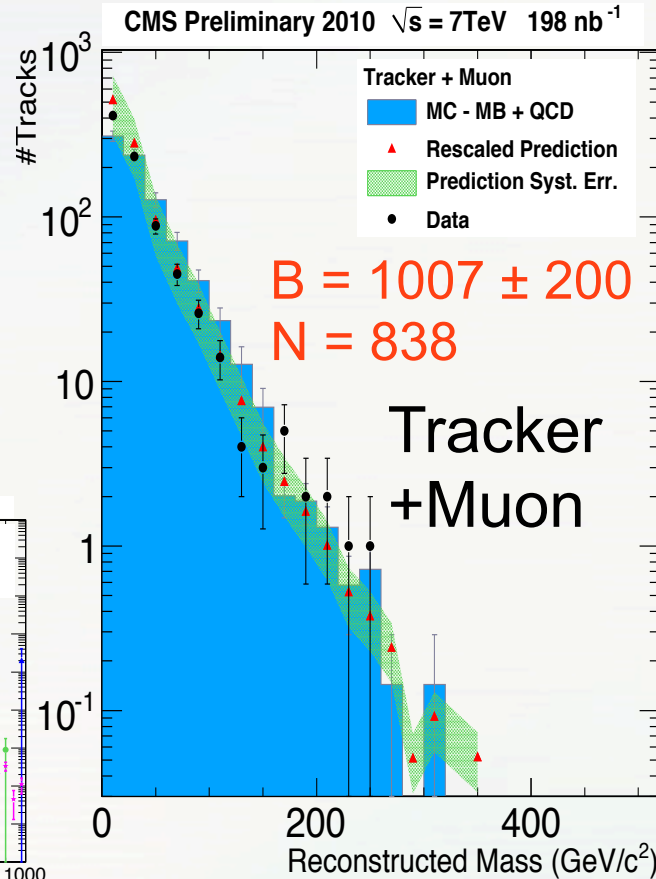 CMS Preliminary 2010 √s = 7TeV 198 nb⁻¹
#Tracks
10³
10²
10
1
10⁻¹
Tracker + Muon
MC - MB + QCD
Rescaled Prediction
Prediction Syst. Err.
Data
B = 1007 ± 200
N = 838
Tracker
+Muon
0 200 400
Reconstructed Mass (GeV/c²)
1000